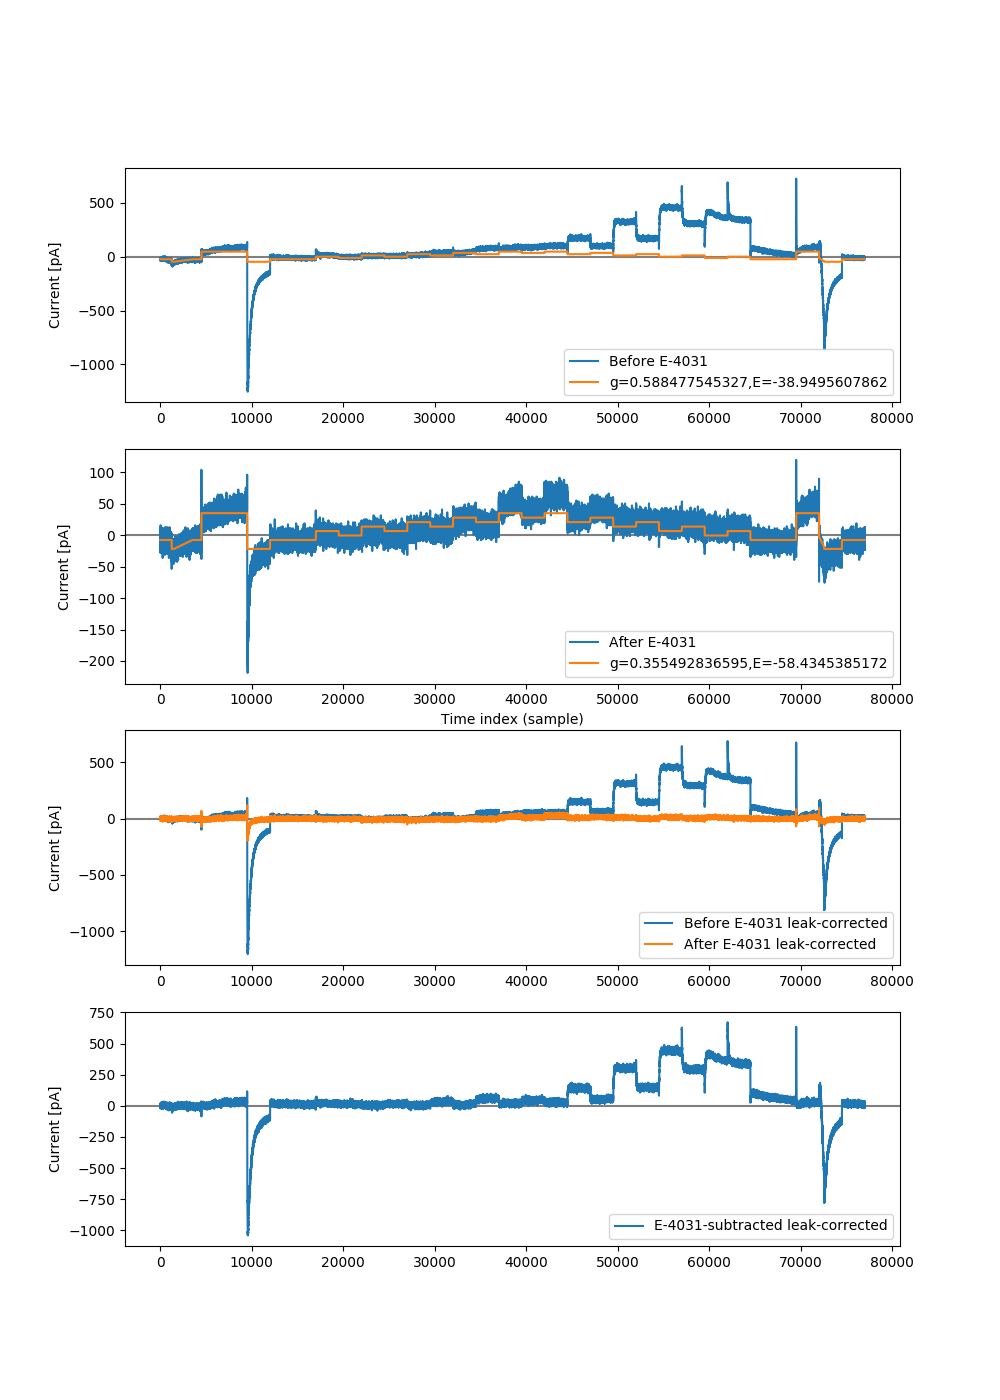 500
0
−500
−1000
Current [pA]
Before E-4031
g=0.588477545327,E=-38.9495607862
0 10000 20000 30000 40000 50000 60000 70000 80000
100
50
0
−50
−100
−150
−200
Current [pA]
After E-4031
g=0.355492836595,E=-58.4345385172
0 10000 20000 30000 40000 50000 60000 70000 80000
Time index (sample)
500
0
−500
−1000
Current [pA]
Before E-4031 leak-corrected
After E-4031 leak-corrected
0 10000 20000 30000 40000 50000 60000 70000 80000
750
500
250
0
−250
−500
−750
−1000
Current [pA]
E-4031-subtracted leak-corrected
0 10000 20000 30000 40000 50000 60000 70000 80000